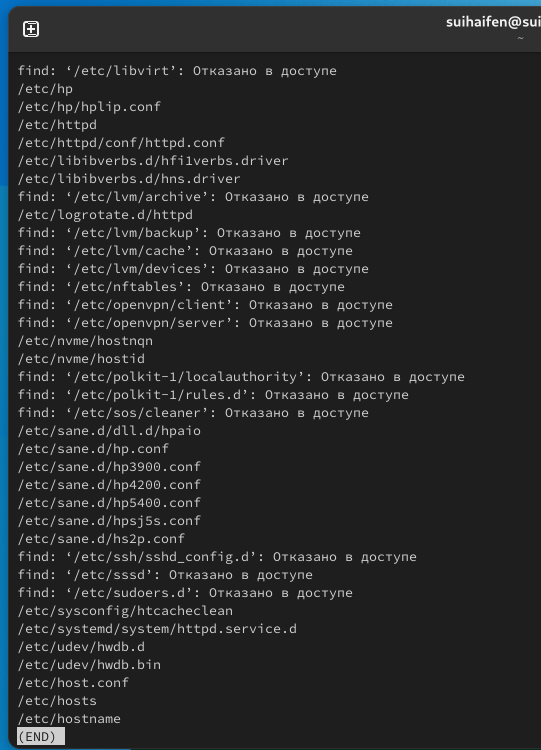 suihaifen@sui
~
find: ‘/etc/libvirt’: Отказано в доступе
/etc/hp
/etc/hp/hplip.conf
/etc/httpd
/etc/httpd/conf/httpd.conf
/etc/libibverbs.d/hfi1verbs.driver
/etc/libibverbs.d/hns.driver
find: ‘/etc/lvm/archive’: Отказано в доступе
/etc/logrotate.d/httpd
find: ‘/etc/lvm/backup’: Отказано в доступе
find: ‘/etc/lvm/cache’: Отказано в доступе
find: ‘/etc/lvm/devices’: Отказано в доступе
find: ‘/etc/nftables’: Отказано в доступе
find: ‘/etc/openvpn/client’: Отказано в доступе
find: ‘/etc/openvpn/server’: Отказано в доступе
/etc/nvme/hostnqn
/etc/nvme/hostid
find: ‘/etc/polkit-1/localauthority’: Отказано в доступе
find: ‘/etc/polkit-1/rules.d’: Отказано в доступе
find: ‘/etc/sos/cleaner’: Отказано в доступе
/etc/sane.d/dll.d/hpaio
/etc/sane.d/hp.conf
/etc/sane.d/hp3900.conf
/etc/sane.d/hp4200.conf
/etc/sane.d/hp5400.conf
/etc/sane.d/hpsj5s.conf
/etc/sane.d/hs2p.conf
find: ‘/etc/ssh/sshd_config.d’: Отказано в доступе
find: ‘/etc/sssd’: Отказано в доступе
find: ‘/etc/sudoers.d’: Отказано в доступе
/etc/sysconfig/htcacheclean
/etc/systemd/system/httpd.service.d
/etc/udev/hwdb.d
/etc/udev/hwdb.bin
/etc/host.conf
/etc/hosts
/etc/hostname
(END)